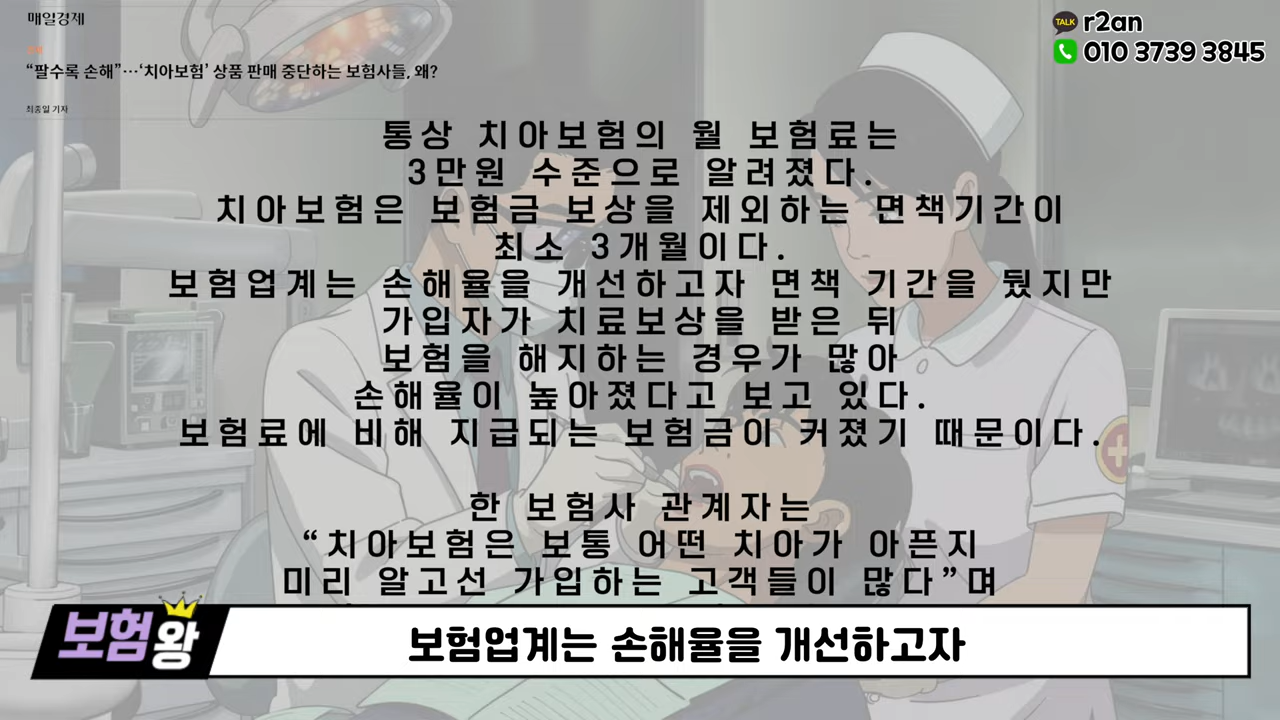 매일경제
“팔수록 손해”…‘치아보험’ 상품 판매 중단하는 보험사들, 왜?
최종일 기자
TALK r2an
010 3739 3845
통상 치아보험의 월 보험료는
3만원 수준으로 알려졌다.
치아보험은 보험금 보상을 제외하는 면책기간이
최소 3개월이다.
보험업계는 손해율을 개선하고자 면책 기간을 뒀지만
가입자가 치료보상을 받은 뒤
보험을 해지하는 경우가 많아
손해율이 높아졌다고 보고 있다.
보험료에 비해 지급되는 보험금이 커졌기 때문이다.
한 보험사 관계자는
“치아보험은 보통 어떤 치아가 아픈지
미리 알고선 가입하는 고객들이 많다”며
보험왕
보험업계는 손해율을 개선하고자